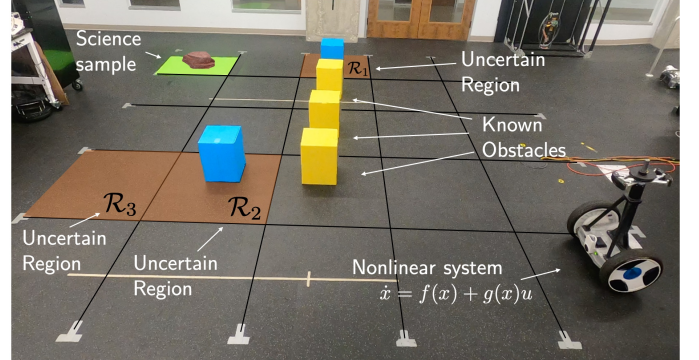 Science
sample
R₁
Uncertain
Region
Known
Obstacles
R₃
R₂
Uncertain
Region
Uncertain
Region
Nonlinear system
ẋ = f(x) + g(x)u